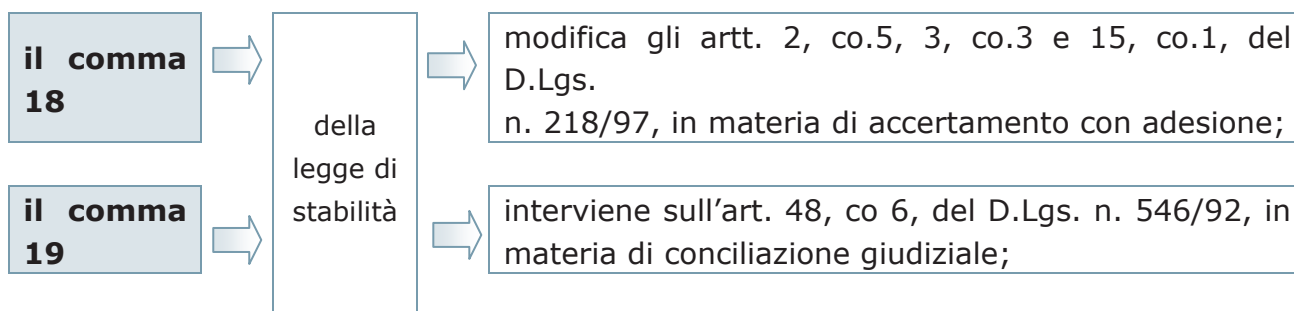 il comma
18
della
legge di
stabilità
modifica gli artt. 2, co.5, 3, co.3 e 15, co.1, del
D.Lgs.
n. 218/97, in materia di accertamento con adesione;
il comma
19
interviene sull’art. 48, co 6, del D.Lgs. n. 546/92, in
materia di conciliazione giudiziale;